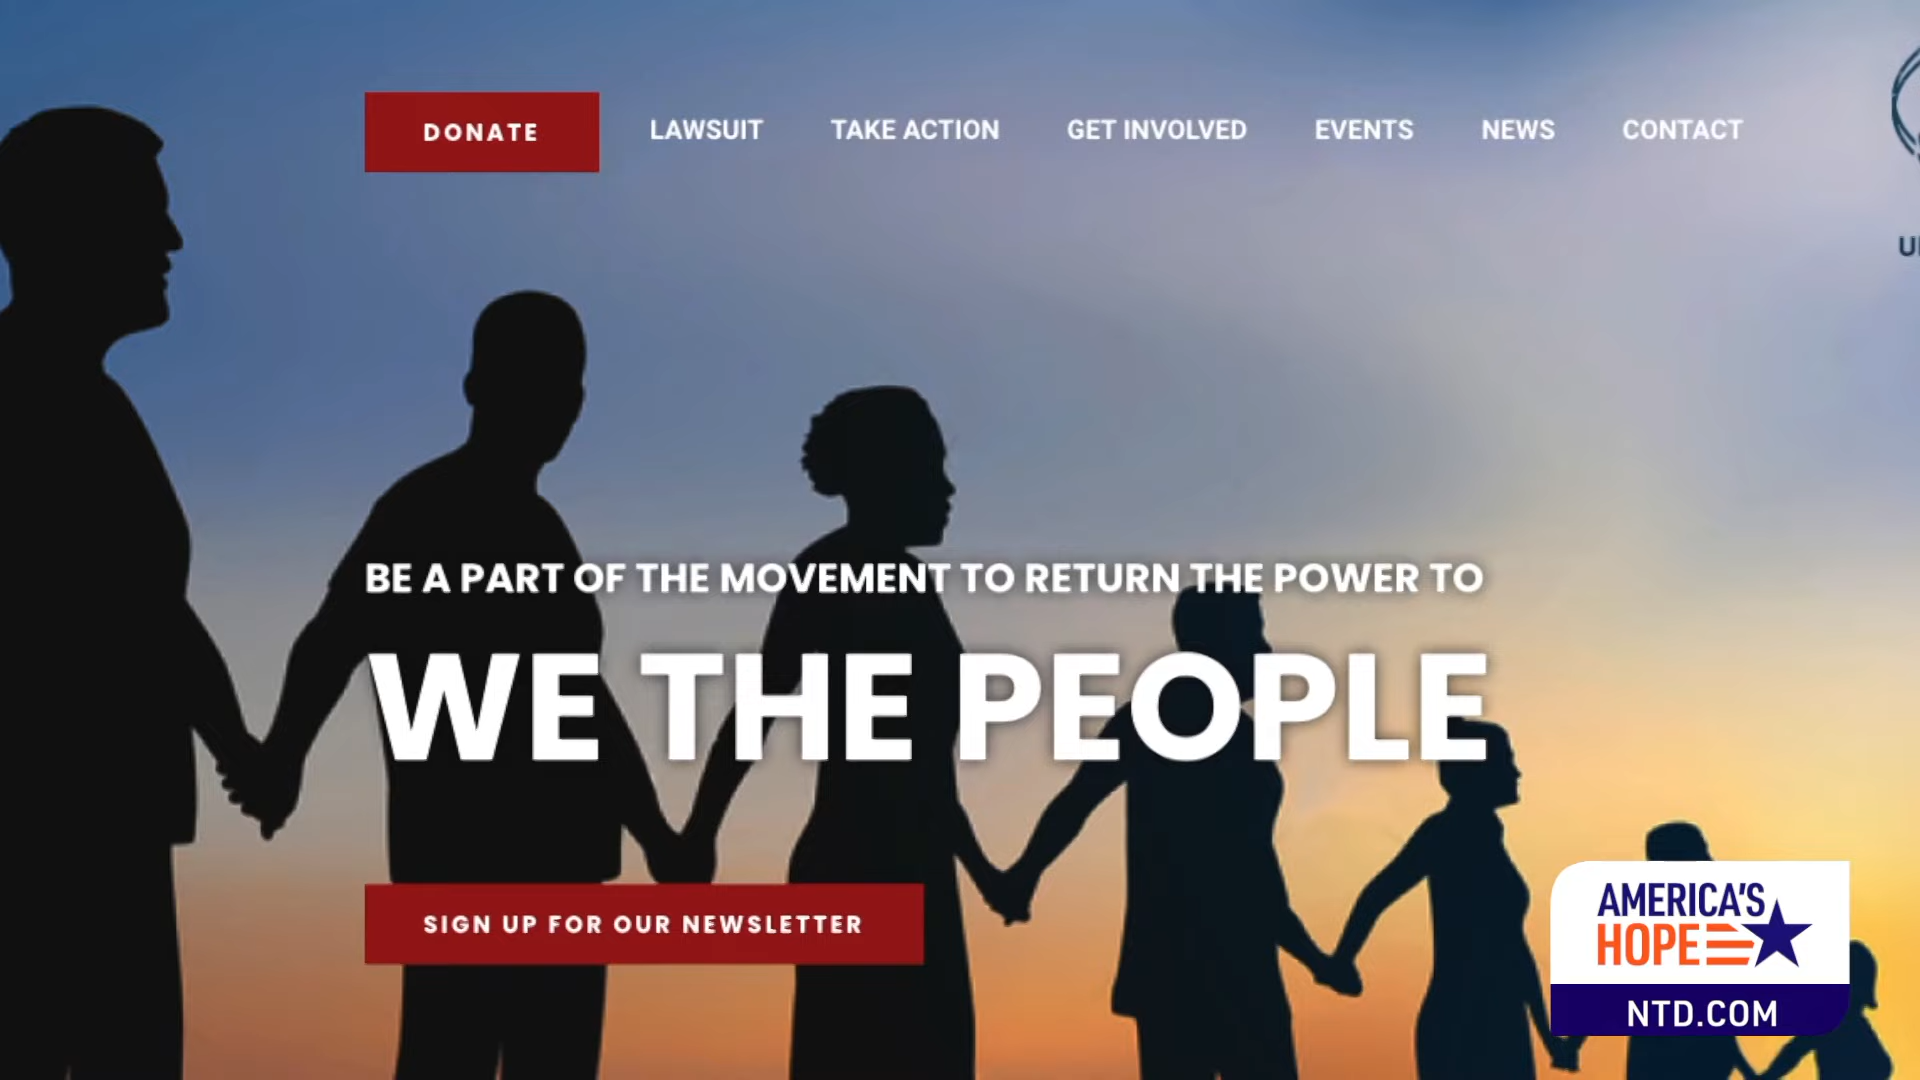 DONATE
LAWSUIT
TAKE ACTION
GET INVOLVED
EVENTS
NEWS
CONTACT
BE A PART OF THE MOVEMENT TO RETURN THE POWER TO
WE THE PEOPLE
SIGN UP FOR OUR NEWSLETTER
AMERICA'S
HOPE
NTD.COM